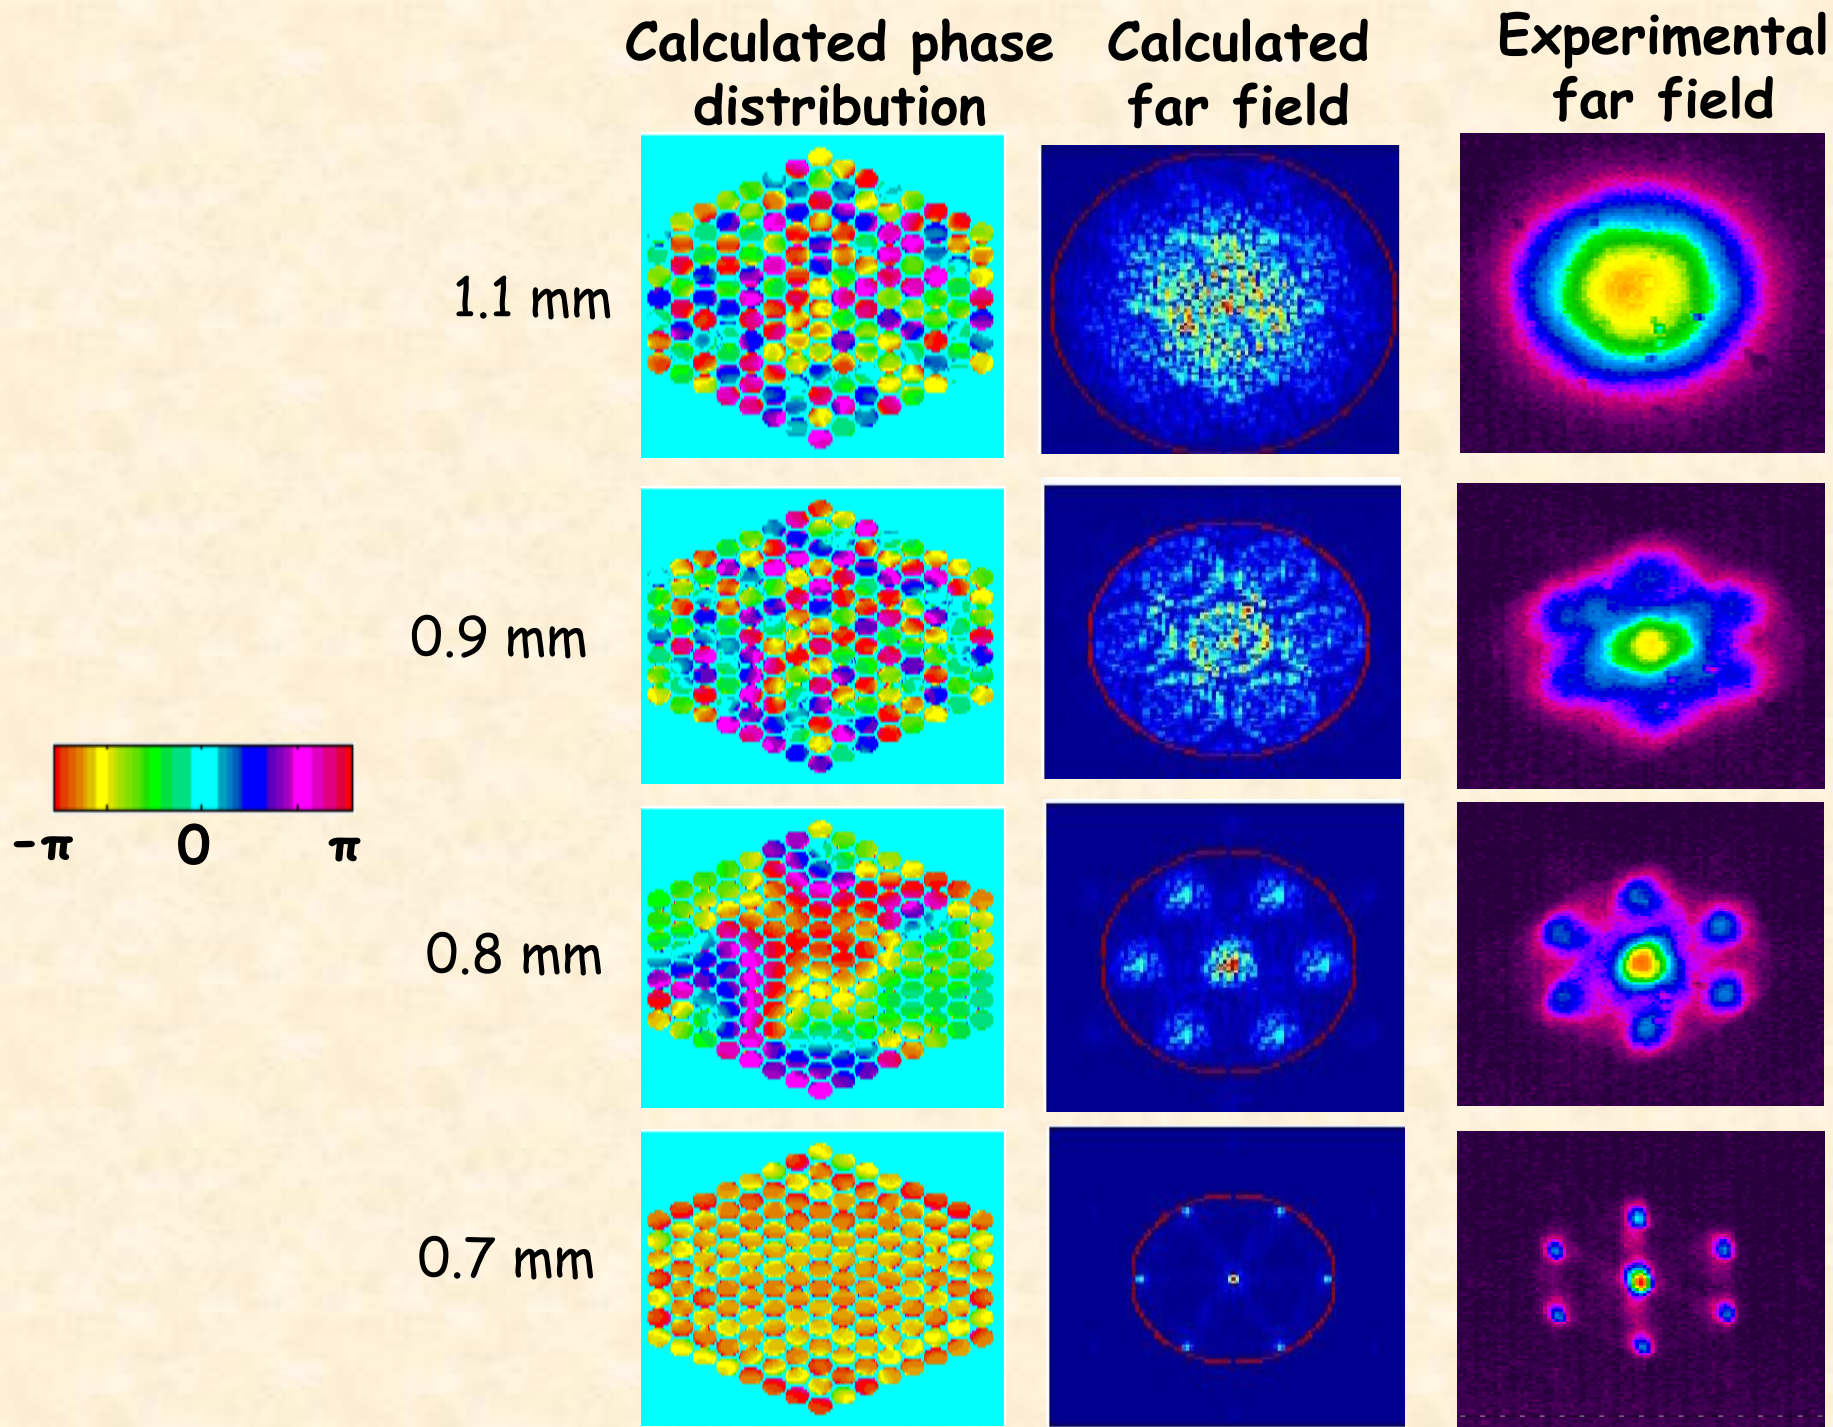 Calculated phase
distribution
Calculated
far field
Experimental
far field
1.1 mm
0.9 mm
-π 0 π
0.8 mm
0.7 mm